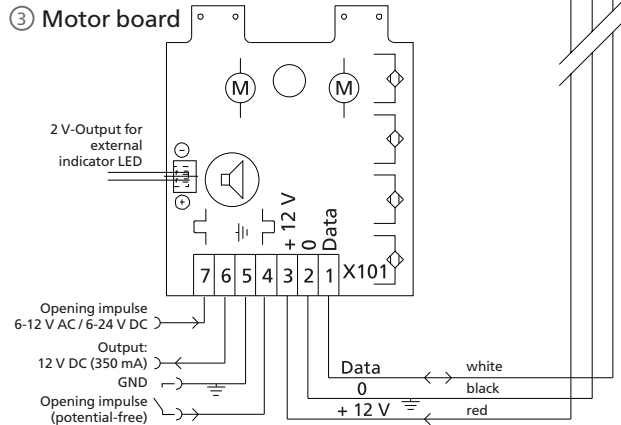 ③ Motor board
M M
2 V-Output for
external
indicator LED
+ 12 V
0
Data
7 6 5 4 3 2 1 X101
Opening impulse
6-12 V AC / 6-24 V DC
Output:
12 V DC (350 mA)
GND
Opening impulse
(potential-free)
Data white
0 black
+ 12 V red